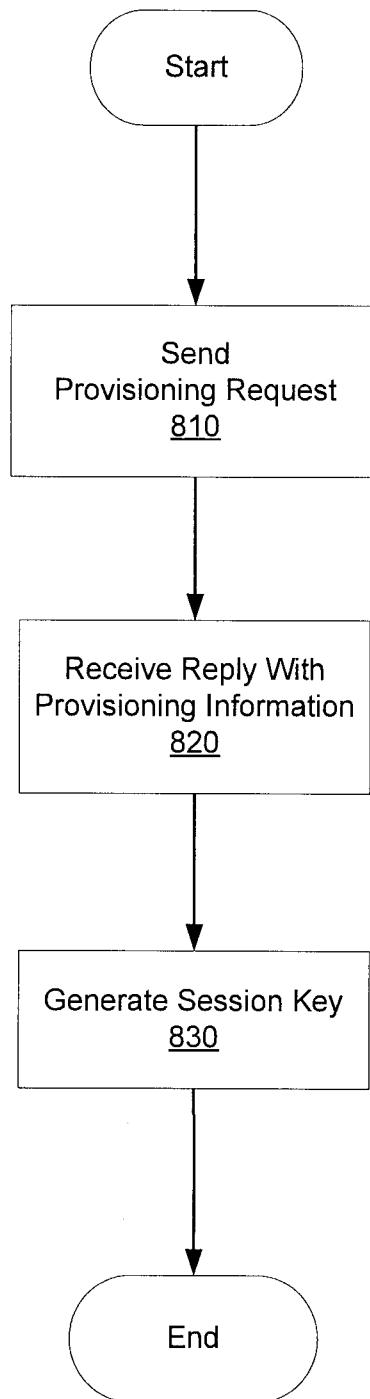 Start
Send
Provisioning Request
810
Receive Reply With
Provisioning Information
820
Generate Session Key
830
End